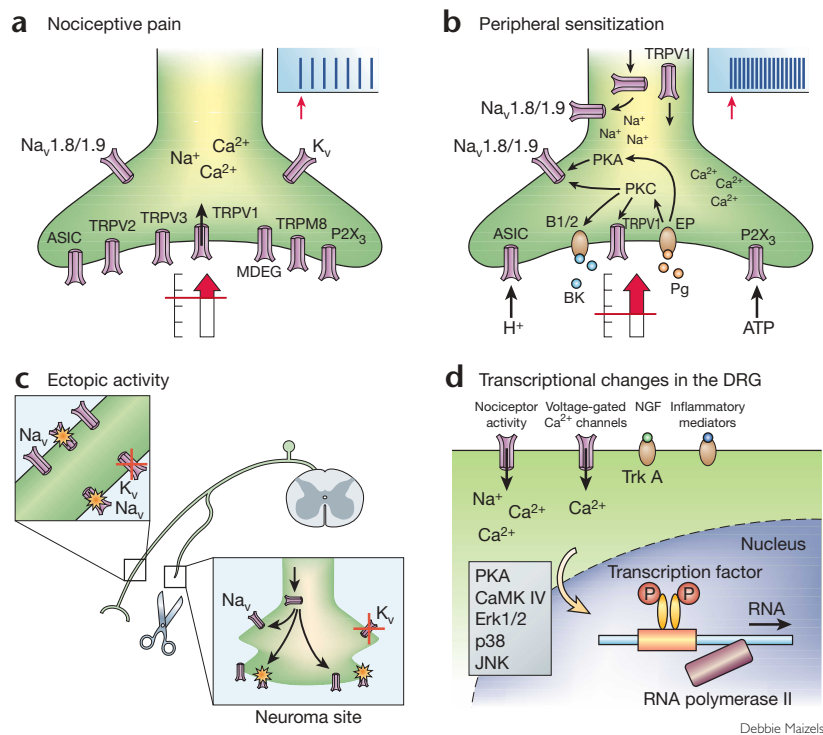 a Nociceptive pain
Nav1.8/1.9
Na+
Ca2+
Ca2+
Kv
ASIC
TRPV2
TRPV3
TRPV1
MDEG
TRPM8
P2X3
b Peripheral sensitization
TRPV1
Nav1.8/1.9
Nav1.8/1.9
Na+
Na+
Na+
PKA
PKC
Ca2+
Ca2+
Ca2+
ASIC
B1/2
TRPV1
EP
P2X3
BK
Pg
H+
ATP
c Ectopic activity
Nav
Kv
Nav
Nav
Kv
Neuroma site
d Transcriptional changes in the DRG
Nociceptor
activity
Voltage-gated
Ca2+ channels
NGF
Inflammatory
mediators
Trk A
Na+
Ca2+
Ca2+
Ca2+
Nucleus
PKA
CaMK IV
Erk1/2
p38
JNK
Transcription factor
P
P
RNA
RNA polymerase II
Debbie Maizels